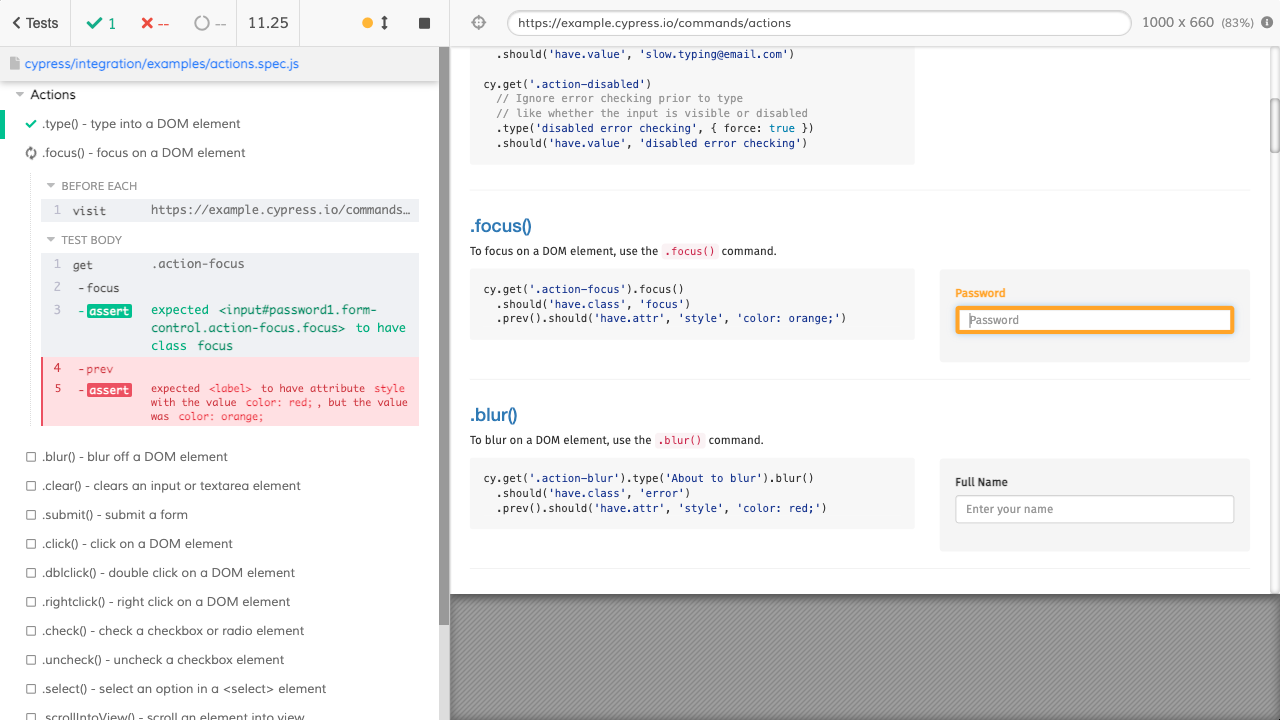 Tests 1 -- -- 11.25
cypress/integration/examples/actions.spec.js
Actions
.type() - type into a DOM element
.focus() - focus on a DOM element
BEFORE EACH
1 visit https://example.cypress.io/commands…
TEST BODY
1 get .action-focus
2 - focus
3 - assert expected <input#password1.form-
control.action-focus.focus> to have
class focus
4 - prev
5 - assert expected <label> to have attribute style
with the value color: red; , but the value
was color: orange;
.blur() - blur off a DOM element
.clear() - clears an input or textarea element
.submit() - submit a form
.click() - click on a DOM element
.dblclick() - double click on a DOM element
.rightclick() - right click on a DOM element
.check() - check a checkbox or radio element
.uncheck() - uncheck a checkbox element
.select() - select an option in a <select> element
.scrollIntoView() - scroll an element into view
https://example.cypress.io/commands/actions 1000 x 660 (83%)
.should('have.value', 'slow.typing@email.com')
cy.get('.action-disabled')
// Ignore error checking prior to type
// like whether the input is visible or disabled
.type('disabled error checking', { force: true })
.should('have.value', 'disabled error checking')
.focus()
To focus on a DOM element, use the .focus() command.
cy.get('.action-focus').focus()
.should('have.class', 'focus')
.prev().should('have.attr', 'style', 'color: orange;')
Password
Password
.blur()
To blur on a DOM element, use the .blur() command.
cy.get('.action-blur').type('About to blur').blur()
.should('have.class', 'error')
.prev().should('have.attr', 'style', 'color: red;')
Full Name
Enter your name